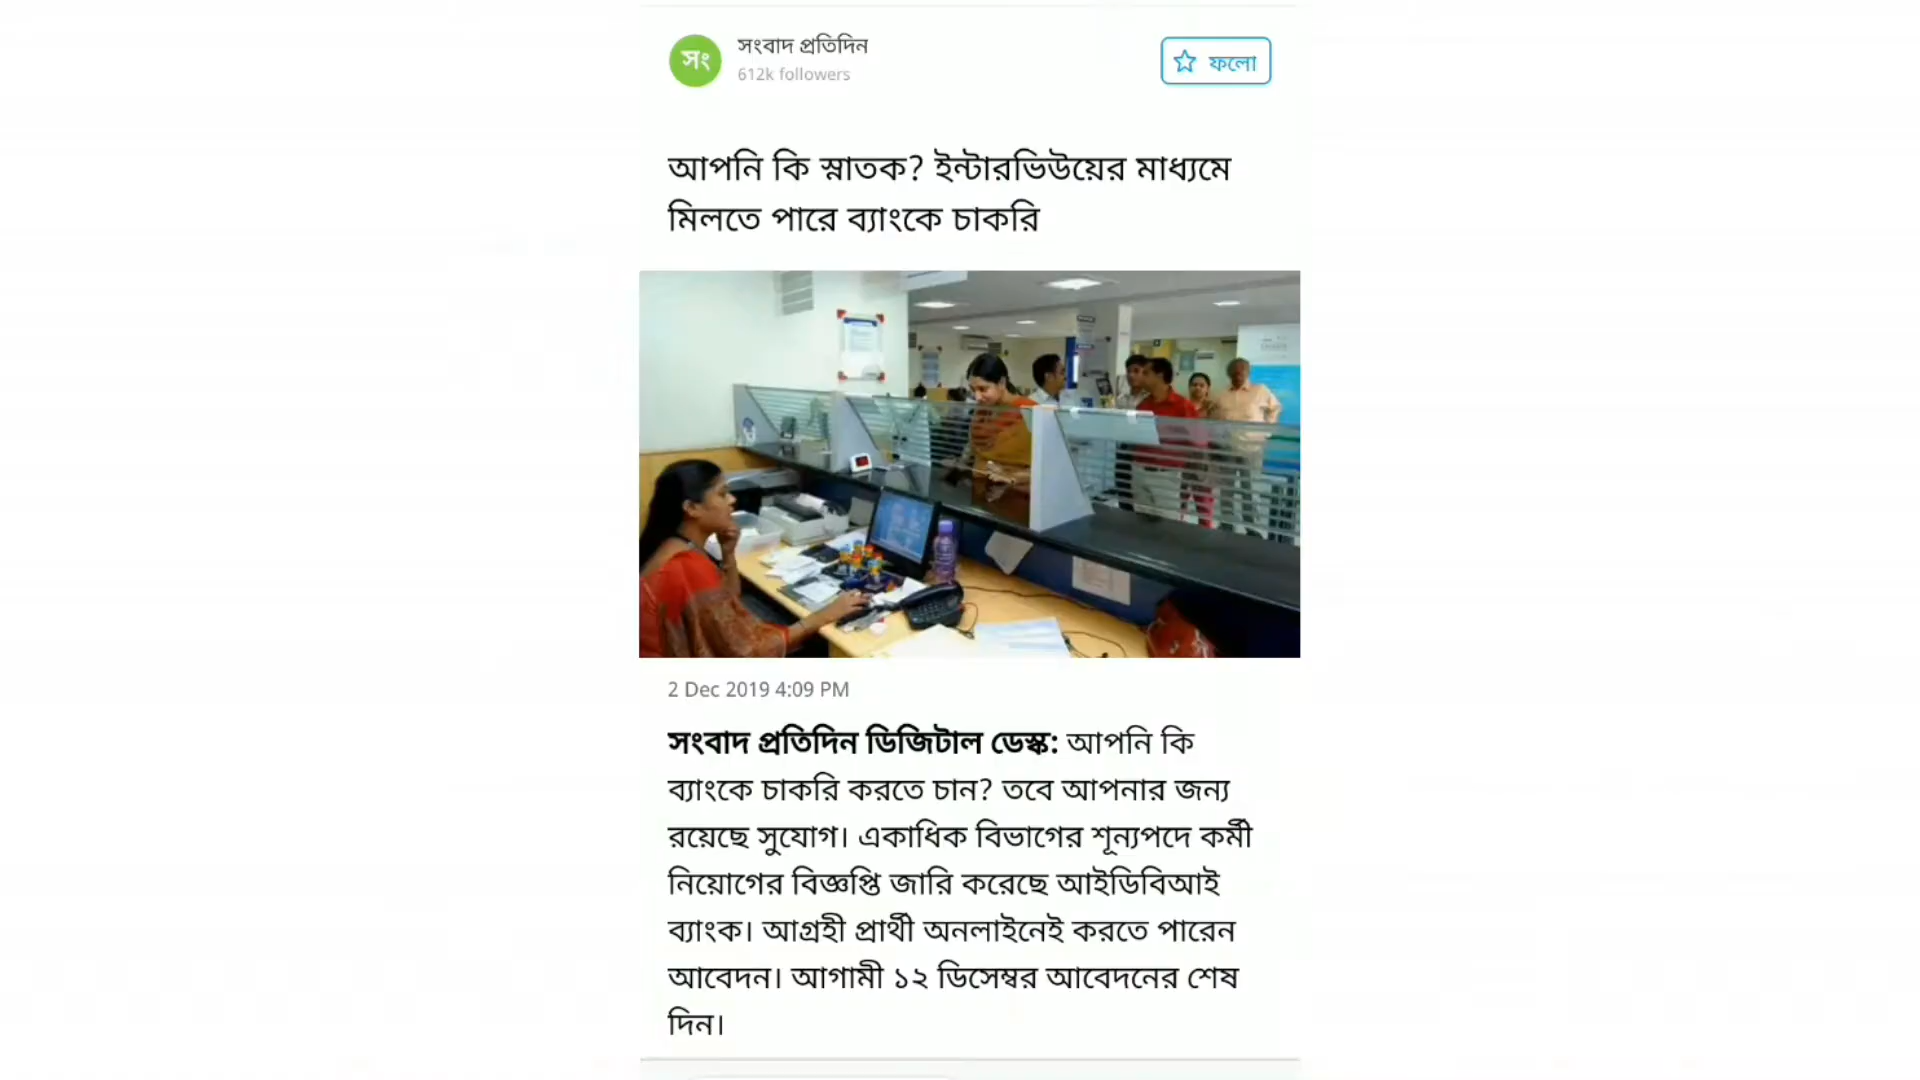 সংবাদ প্রতিদিন
612k followers
সং
ফলো
আপনি কি স্নাতক? ইন্টারভিউয়ের মাধ্যমে
মিলতে পারে ব্যাংকে চাকরি
2 Dec 2019 4:09 PM
সংবাদ প্রতিদিন ডিজিটাল ডেস্ক: আপনি কি
ব্যাংকে চাকরি করতে চান? তবে আপনার জন্য
রয়েছে সুযোগ। একাধিক বিভাগের শূন্যপদে কর্মী
নিয়োগের বিজ্ঞপ্তি জারি করেছে আইডিবিআই
ব্যাংক। আগ্রহী প্রার্থী অনলাইনেই করতে পারেন
আবেদন। আগামী ১২ ডিসেম্বর আবেদনের শেষ
দিন।